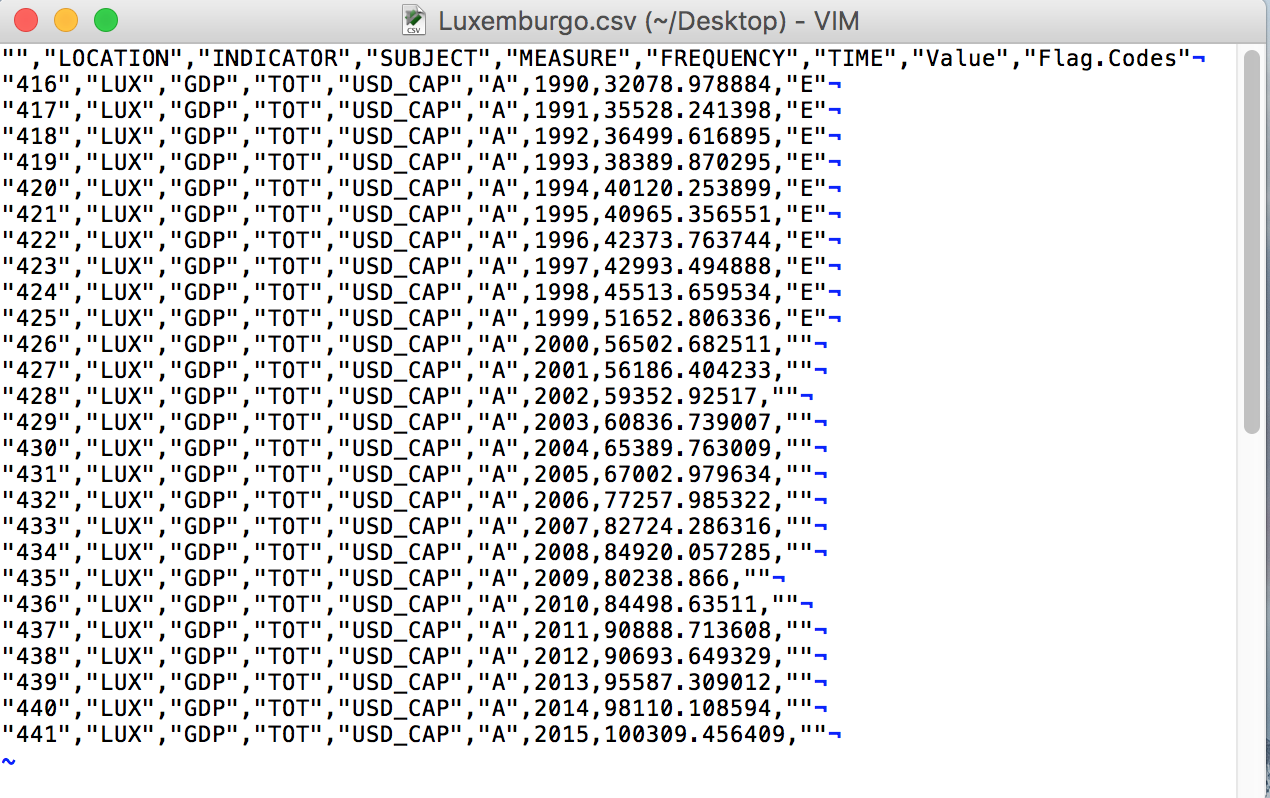 CSV
Luxemburgo.csv (~/Desktop) - VIM
"","LOCATION","INDICATOR","SUBJECT","MEASURE","FREQUENCY","TIME","Value","Flag.Codes"¬
"416","LUX","GDP","TOT","USD_CAP","A",1990,32078.978884,"E"¬
"417","LUX","GDP","TOT","USD_CAP","A",1991,35528.241398,"E"¬
"418","LUX","GDP","TOT","USD_CAP","A",1992,36499.616895,"E"¬
"419","LUX","GDP","TOT","USD_CAP","A",1993,38389.870295,"E"¬
"420","LUX","GDP","TOT","USD_CAP","A",1994,40120.253899,"E"¬
"421","LUX","GDP","TOT","USD_CAP","A",1995,40965.356551,"E"¬
"422","LUX","GDP","TOT","USD_CAP","A",1996,42373.763744,"E"¬
"423","LUX","GDP","TOT","USD_CAP","A",1997,42993.494888,"E"¬
"424","LUX","GDP","TOT","USD_CAP","A",1998,45513.659534,"E"¬
"425","LUX","GDP","TOT","USD_CAP","A",1999,51652.806336,"E"¬
"426","LUX","GDP","TOT","USD_CAP","A",2000,56502.682511,""¬
"427","LUX","GDP","TOT","USD_CAP","A",2001,56186.404233,""¬
"428","LUX","GDP","TOT","USD_CAP","A",2002,59352.92517,""¬
"429","LUX","GDP","TOT","USD_CAP","A",2003,60836.739007,""¬
"430","LUX","GDP","TOT","USD_CAP","A",2004,65389.763009,""¬
"431","LUX","GDP","TOT","USD_CAP","A",2005,67002.979634,""¬
"432","LUX","GDP","TOT","USD_CAP","A",2006,77257.985322,""¬
"433","LUX","GDP","TOT","USD_CAP","A",2007,82724.286316,""¬
"434","LUX","GDP","TOT","USD_CAP","A",2008,84920.057285,""¬
"435","LUX","GDP","TOT","USD_CAP","A",2009,80238.866,""¬
"436","LUX","GDP","TOT","USD_CAP","A",2010,84498.63511,""¬
"437","LUX","GDP","TOT","USD_CAP","A",2011,90888.713608,""¬
"438","LUX","GDP","TOT","USD_CAP","A",2012,90693.649329,""¬
"439","LUX","GDP","TOT","USD_CAP","A",2013,95587.309012,""¬
"440","LUX","GDP","TOT","USD_CAP","A",2014,98110.108594,""¬
"441","LUX","GDP","TOT","USD_CAP","A",2015,100309.456409,""¬
~